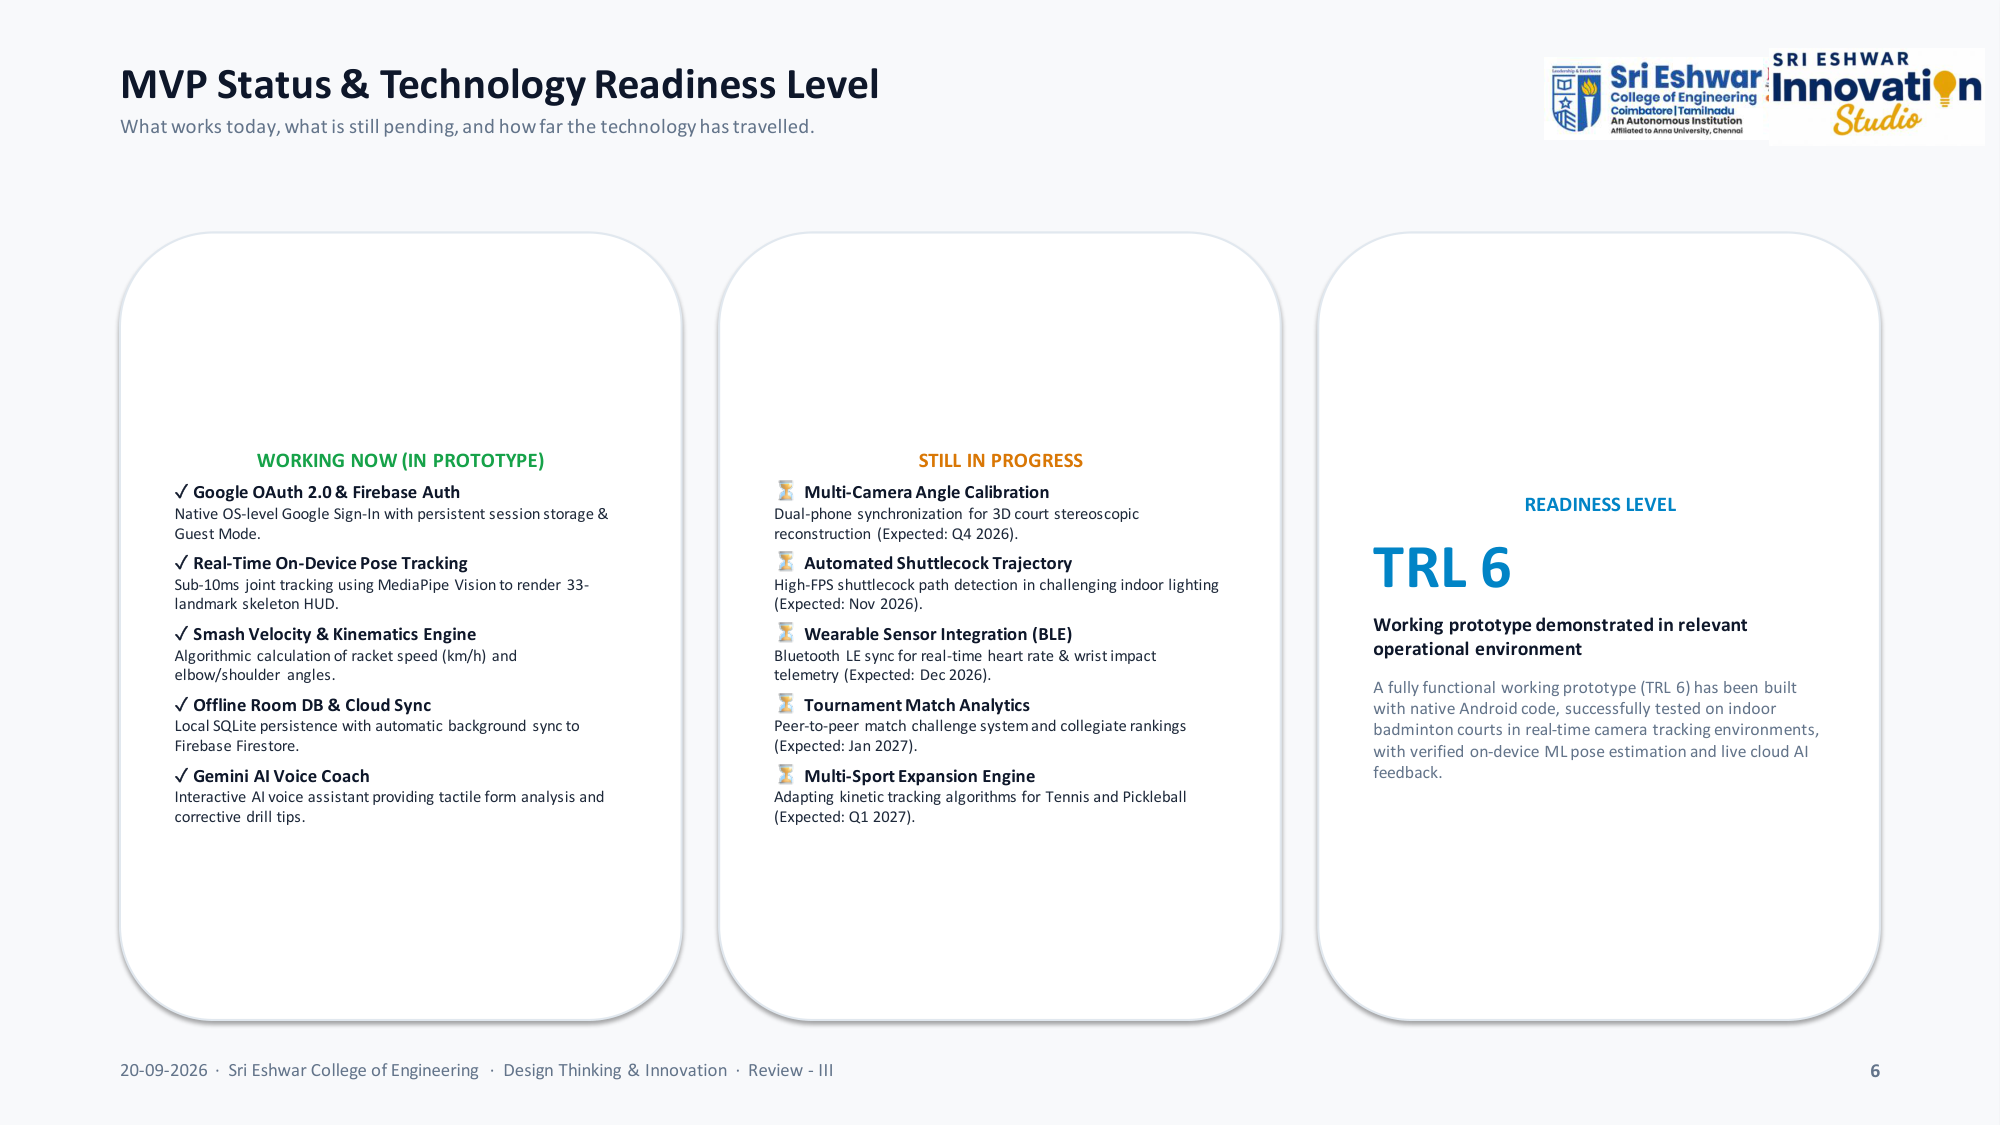 MVP Status & Technology Readiness Level
What works today, what is still pending, and how far the technology has travelled.
Leadership & Excellence
Sri Eshwar
College of Engineering
Coimbatore | Tamilnadu
An Autonomous Institution
Affiliated to Anna University, Chennai
SRI ESHWAR
Innovation
Studio
WORKING NOW (IN PROTOTYPE)
✓ Google OAuth 2.0 & Firebase Auth
Native OS-level Google Sign-In with persistent session storage &
Guest Mode.
✓ Real-Time On-Device Pose Tracking
Sub-10ms joint tracking using MediaPipe Vision to render 33-
landmark skeleton HUD.
✓ Smash Velocity & Kinematics Engine
Algorithmic calculation of racket speed (km/h) and
elbow/shoulder angles.
✓ Offline Room DB & Cloud Sync
Local SQLite persistence with automatic background sync to
Firebase Firestore.
✓ Gemini AI Voice Coach
Interactive AI voice assistant providing tactile form analysis and
corrective drill tips.
STILL IN PROGRESS
⏳ Multi-Camera Angle Calibration
Dual-phone synchronization for 3D court stereoscopic
reconstruction (Expected: Q4 2026).
⏳ Automated Shuttlecock Trajectory
High-FPS shuttlecock path detection in challenging indoor lighting
(Expected: Nov 2026).
⏳ Wearable Sensor Integration (BLE)
Bluetooth LE sync for real-time heart rate & wrist impact
telemetry (Expected: Dec 2026).
⏳ Tournament Match Analytics
Peer-to-peer match challenge system and collegiate rankings
(Expected: Jan 2027).
⏳ Multi-Sport Expansion Engine
Adapting kinetic tracking algorithms for Tennis and Pickleball
(Expected: Q1 2027).
READINESS LEVEL
TRL 6
Working prototype demonstrated in relevant
operational environment
A fully functional working prototype (TRL 6) has been built
with native Android code, successfully tested on indoor
badminton courts in real-time camera tracking environments,
with verified on-device ML pose estimation and live cloud AI
feedback.
20-09-2026 · Sri Eshwar College of Engineering · Design Thinking & Innovation · Review - III
6